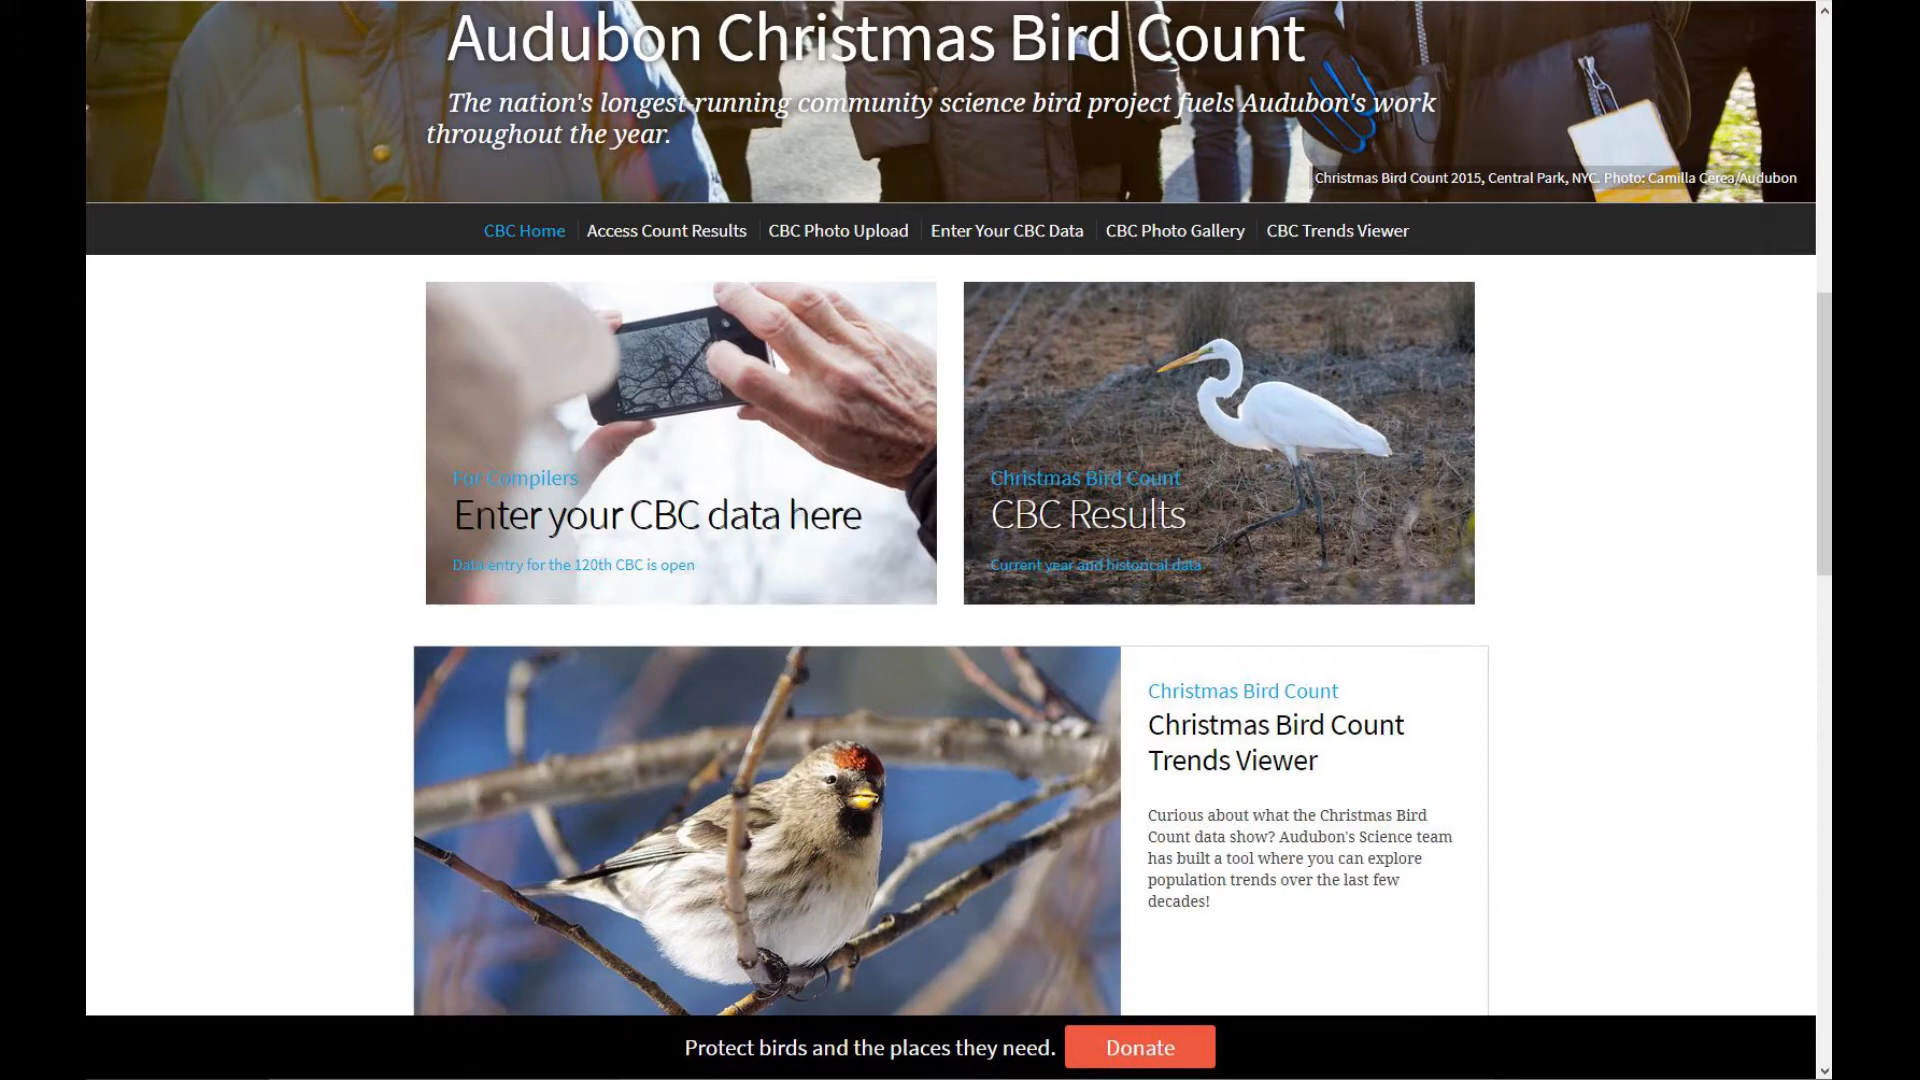 Audubon Christmas Bird Count
The nation's longest-running community science bird project fuels Audubon's work
throughout the year.
Christmas Bird Count 2015, Central Park, NYC. Photo: Camilla Cerea/Audubon
CBC Home Access Count Results CBC Photo Upload Enter Your CBC Data CBC Photo Gallery CBC Trends Viewer
For Compilers
Enter your CBC data here
Data entry for the 120th CBC is open
Christmas Bird Count
CBC Results
Current year and historical data
Christmas Bird Count
Christmas Bird Count
Trends Viewer
Curious about what the Christmas Bird
Count data show? Audubon's Science team
has built a tool where you can explore
population trends over the last few
decades!
Protect birds and the places they need. Donate